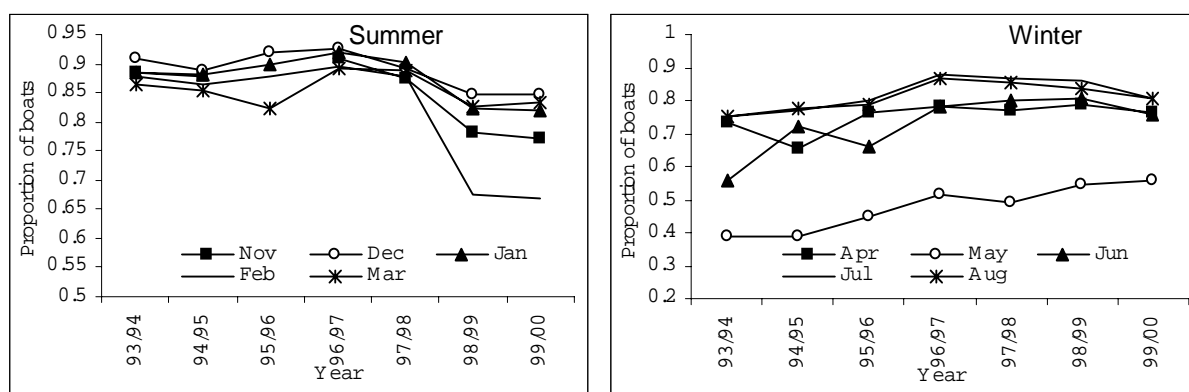 Summer
Proportion of boats
0.95
0.9
0.85
0.8
0.75
0.7
0.65
0.6
0.55
0.5
Nov Dec Jan
Feb Mar
93/94 94/95 95/96 96/97 97/98 98/99 99/00
Year
Winter
Proportion of boats
1
0.9
0.8
0.7
0.6
0.5
0.4
0.3
0.2
Apr May Jun
Jul Aug
93/94 94/95 95/96 96/97 97/98 98/99 99/00
Year